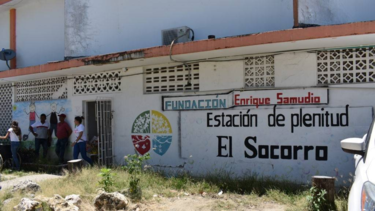 FUNDACIÓN Enrique Samudio
Estación de plenitud
El Socorro